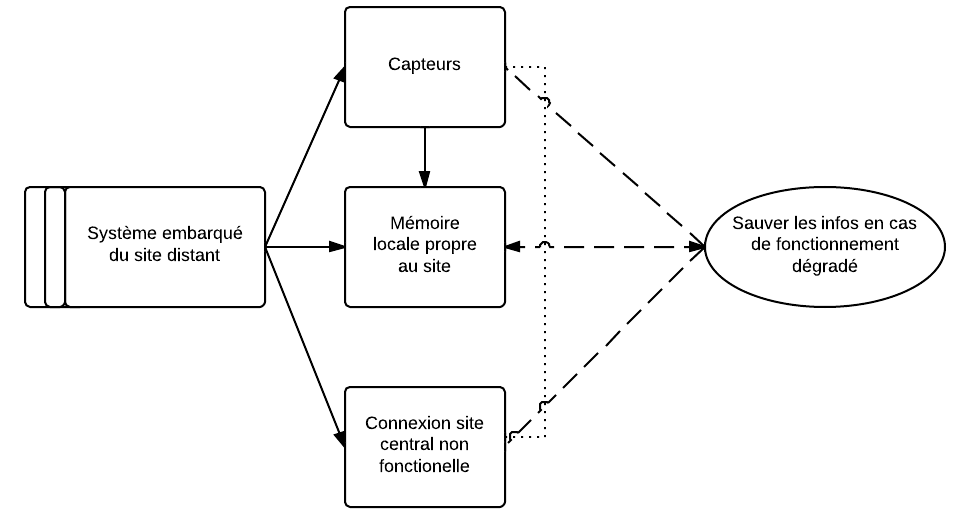 Capteurs
Système embarqué
du site distant
Mémoire
locale propre
au site
Sauver les infos en cas
de fonctionnement
dégradé
Connexion site
central non
fonctionelle